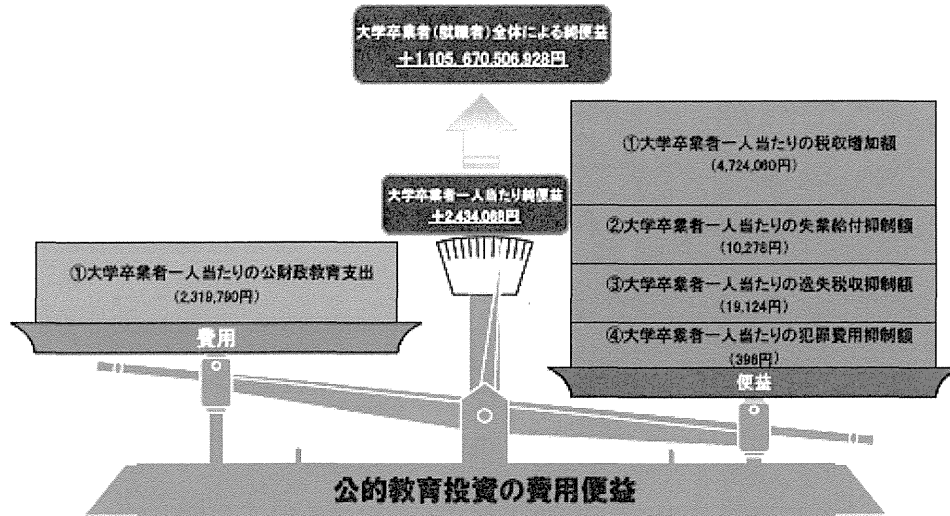 大学卒業者(就職者)全体による純便益
+1,105,670,506,928円
大学卒業者一人当たり純便益
+2,434,068円
①大学卒業者一人当たりの公財政教育支出
(2,319,790円)
費用
①大学卒業者一人当たりの税収増加額
(4,724,060円)
②大学卒業者一人当たりの失業給付抑制額
(10,278円)
③大学卒業者一人当たりの逸失税収抑制額
(19,124円)
④大学卒業者一人当たりの犯罪費用抑制額
(396円)
便益
公的教育投資の費用便益